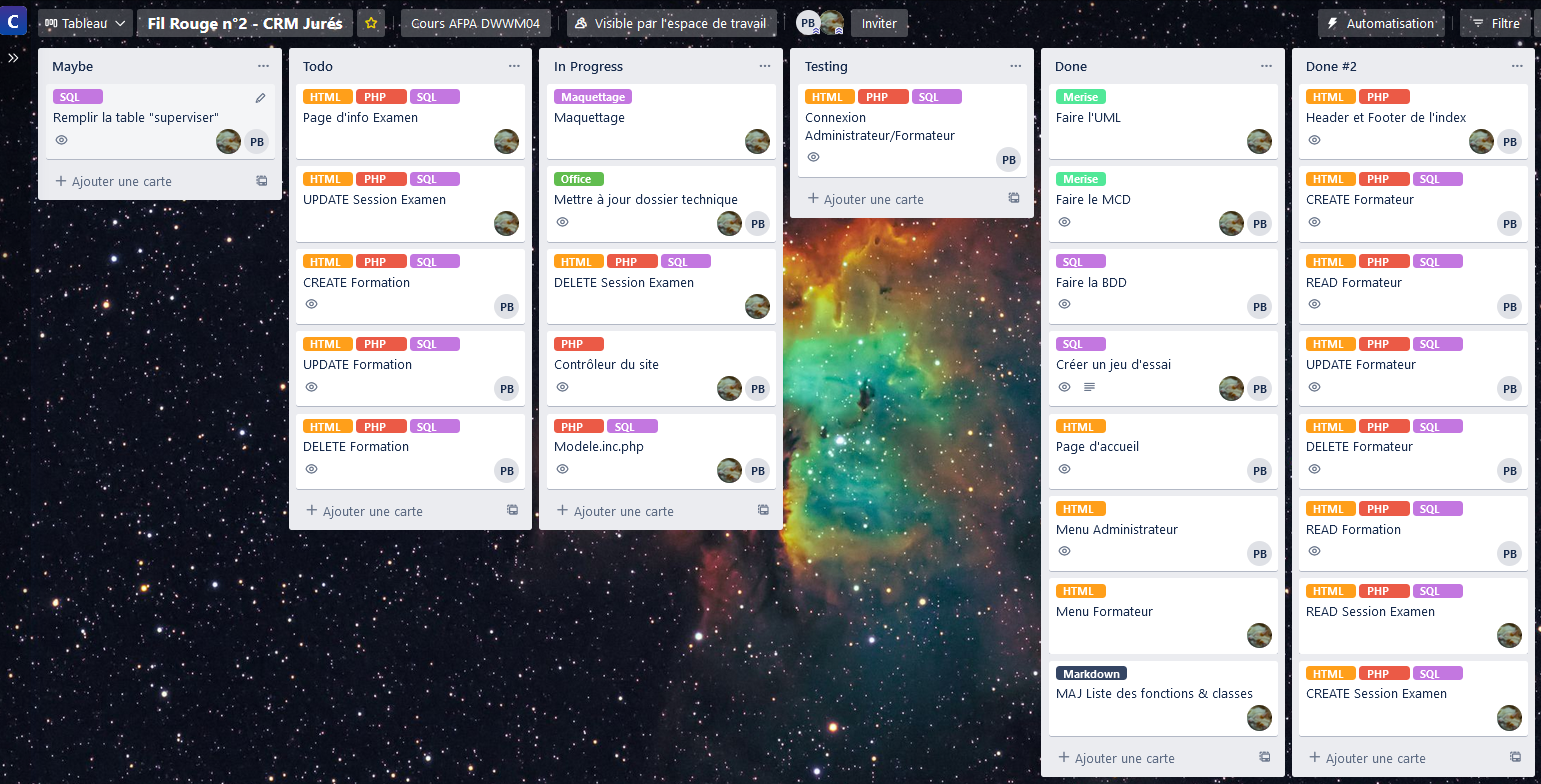 C
Tableau
Fil Rouge n°2 - CRM Jurés
Cours AFPA DWWM04
Visible par l'espace de travail
PB
Inviter
Automatisation
Filtre
Maybe
SQL
Remplir la table "superviser"
PB
Ajouter une carte
Todo
HTML PHP SQL
Page d'info Examen
HTML PHP SQL
UPDATE Session Examen
HTML PHP SQL
CREATE Formation
PB
HTML PHP SQL
UPDATE Formation
PB
HTML PHP SQL
DELETE Formation
PB
Ajouter une carte
In Progress
Maquettage
Maquettage
Office
Mettre à jour dossier technique
PB
HTML PHP SQL
DELETE Session Examen
PHP
Contrôleur du site
PB
PHP SQL
Modele.inc.php
PB
Ajouter une carte
Testing
HTML PHP SQL
Connexion
Administrateur/Formateur
PB
Ajouter une carte
Done
Merise
Faire l'UML
Merise
Faire le MCD
PB
SQL
Faire la BDD
PB
SQL
Créer un jeu d'essai
PB
HTML
Page d'accueil
PB
HTML
Menu Administrateur
PB
HTML
Menu Formateur
Markdown
MAJ Liste des fonctions & classes
Ajouter une carte
Done #2
HTML PHP
Header et Footer de l'index
PB
HTML PHP SQL
CREATE Formateur
PB
HTML PHP SQL
READ Formateur
PB
HTML PHP SQL
UPDATE Formateur
PB
HTML PHP SQL
DELETE Formateur
PB
HTML PHP SQL
READ Formation
PB
HTML PHP SQL
READ Session Examen
HTML PHP SQL
CREATE Session Examen
Ajouter une carte